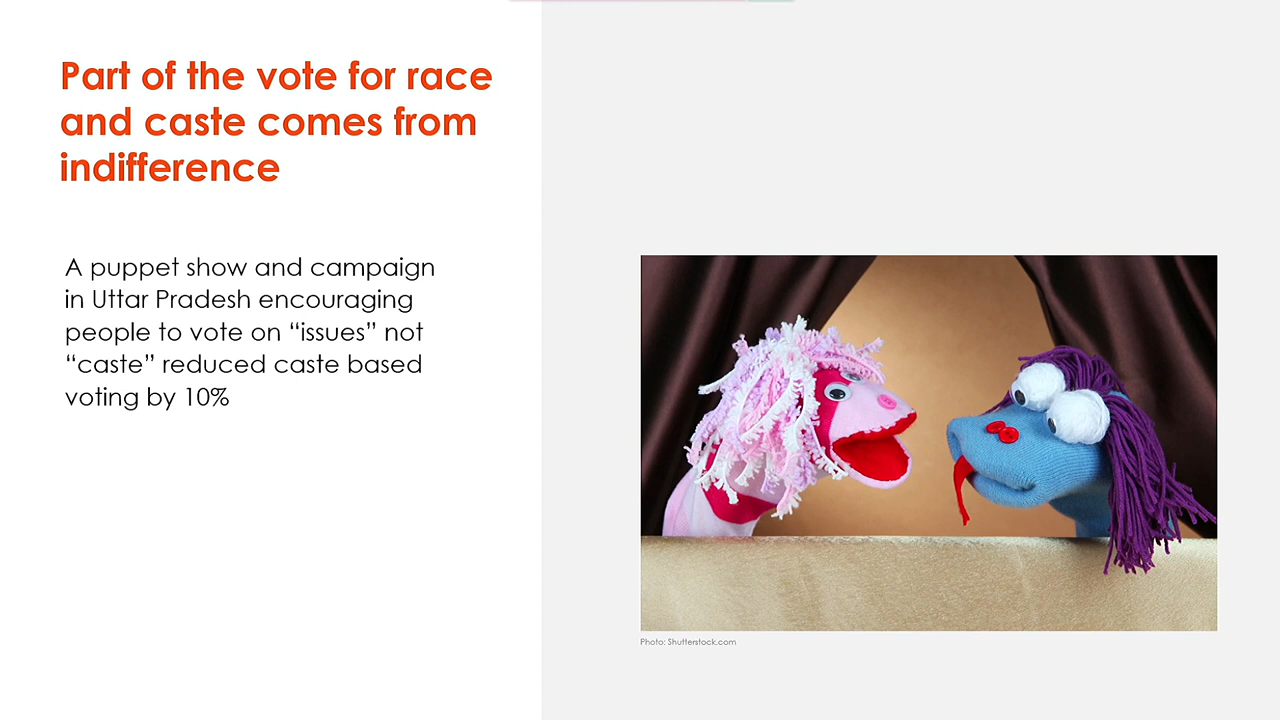 Part of the vote for race
and caste comes from
indifference
A puppet show and campaign
in Uttar Pradesh encouraging
people to vote on “issues” not
“caste” reduced caste based
voting by 10%
Photo: Shutterstock.com